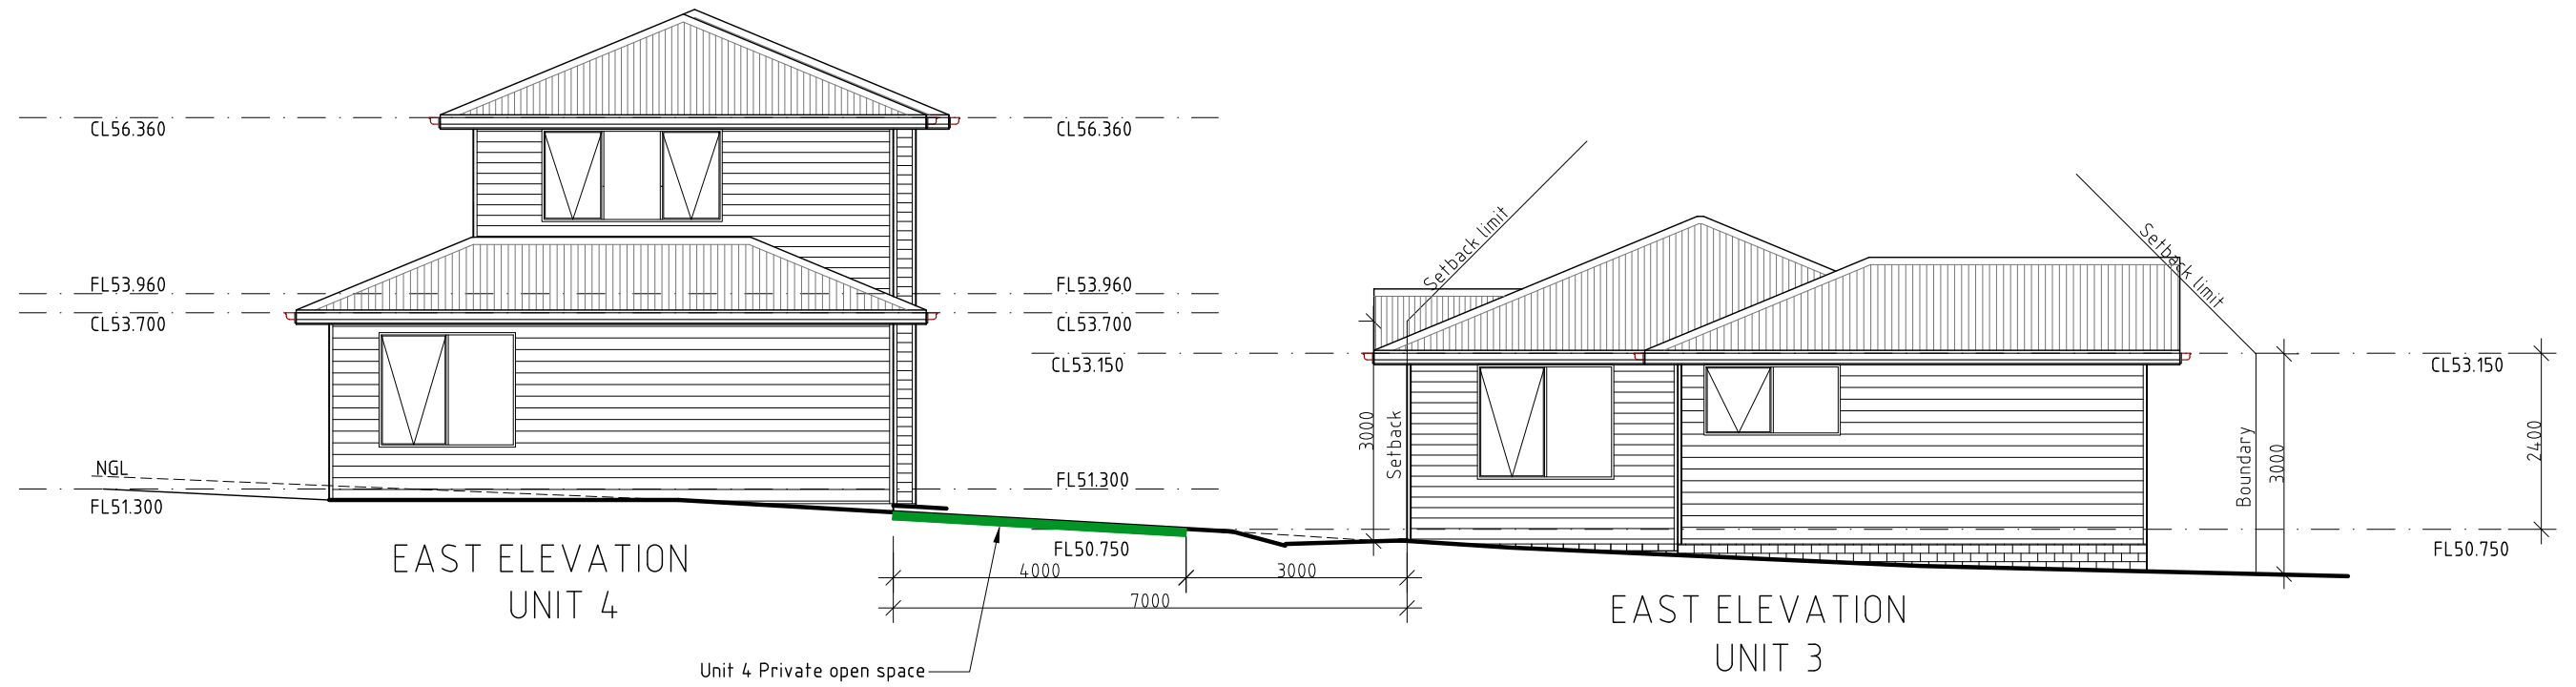 CL56.360
CL56.360
Setback limit
Setback limit
FL53.960
FL53.960
CL53.700
CL53.700
CL53.150
CL53.150
3000
Setback
Boundary
3000
2400
NGL
FL51.300
FL51.300
FL50.750
FL50.750
EAST ELEVATION
UNIT 4
4000
3000
7000
EAST ELEVATION
UNIT 3
Unit 4 Private open space